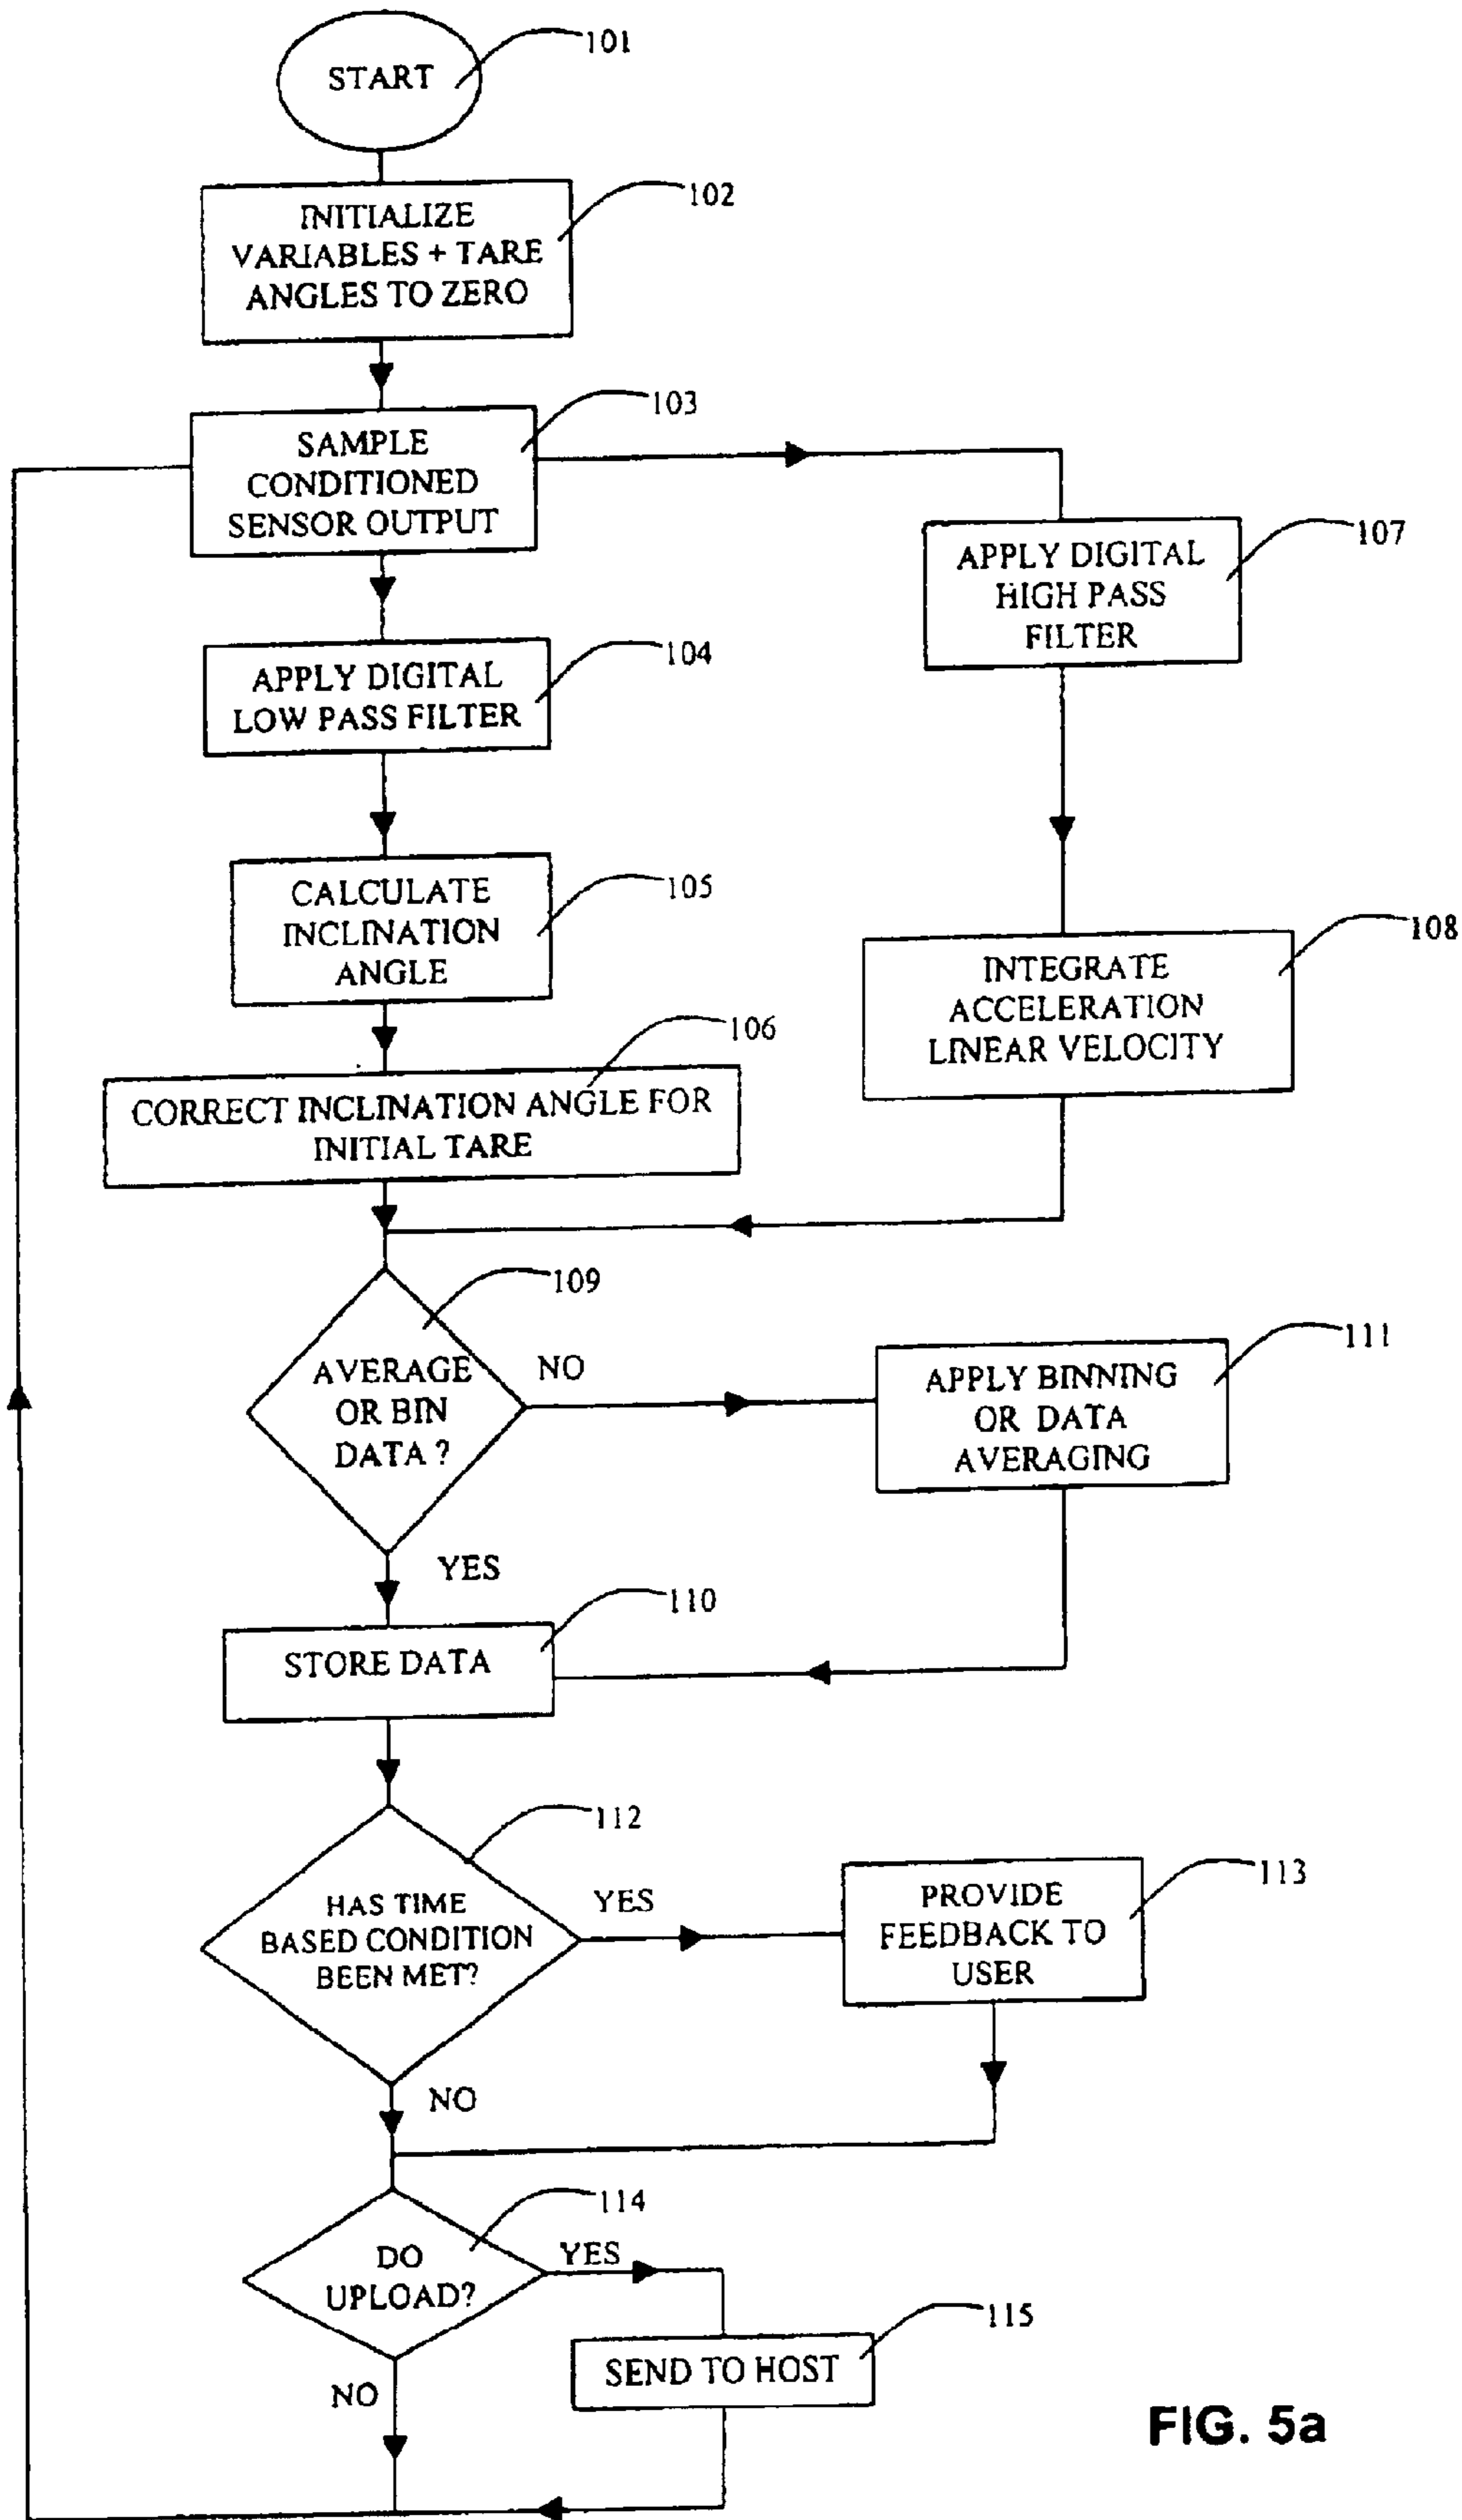 START
101
INITIALIZE
VARIABLES + TARE
ANGLES TO ZERO
102
SAMPLE
CONDITIONED
SENSOR OUTPUT
103
APPLY DIGITAL
HIGH PASS
FILTER
107
APPLY DIGITAL
LOW PASS FILTER
104
CALCULATE
INCLINATION
ANGLE
105
INTEGRATE
ACCELERATION
LINEAR VELOCITY
108
CORRECT INCLINATION ANGLE FOR
INITIAL TARE
106
AVERAGE
OR BIN
DATA ?
109
NO
APPLY BINNING
OR DATA
AVERAGING
111
YES
STORE DATA
110
HAS TIME
BASED CONDITION
BEEN MET?
112
YES
PROVIDE
FEEDBACK TO
USER
113
NO
DO
UPLOAD?
114
YES
SEND TO HOST
115
NO
FIG. 5a